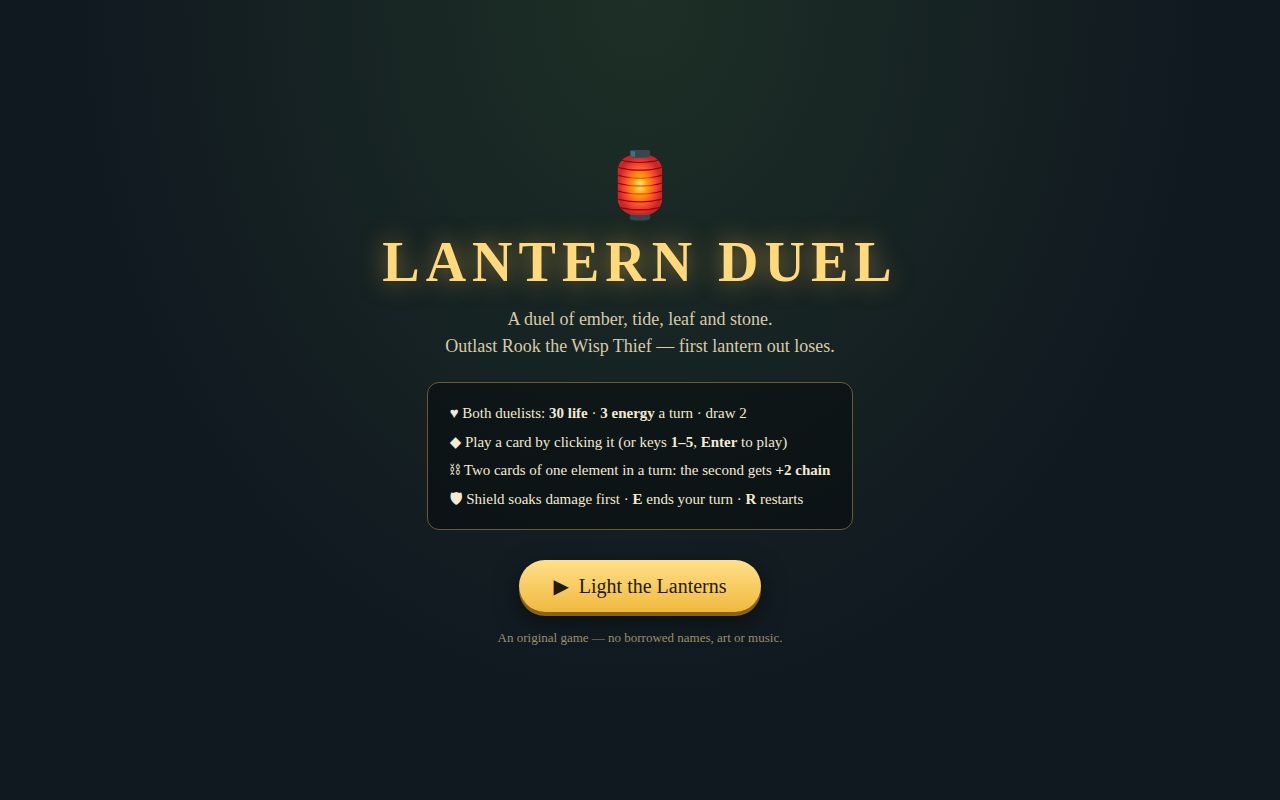 LANTERN DUEL
A duel of ember, tide, leaf and stone.
Outlast Rook the Wisp Thief — first lantern out loses.
♥ Both duelists: 30 life · 3 energy a turn · draw 2
◆ Play a card by clicking it (or keys 1–5, Enter to play)
⛓ Two cards of one element in a turn: the second gets +2 chain
🛡 Shield soaks damage first · E ends your turn · R restarts
▶ Light the Lanterns
An original game — no borrowed names, art or music.